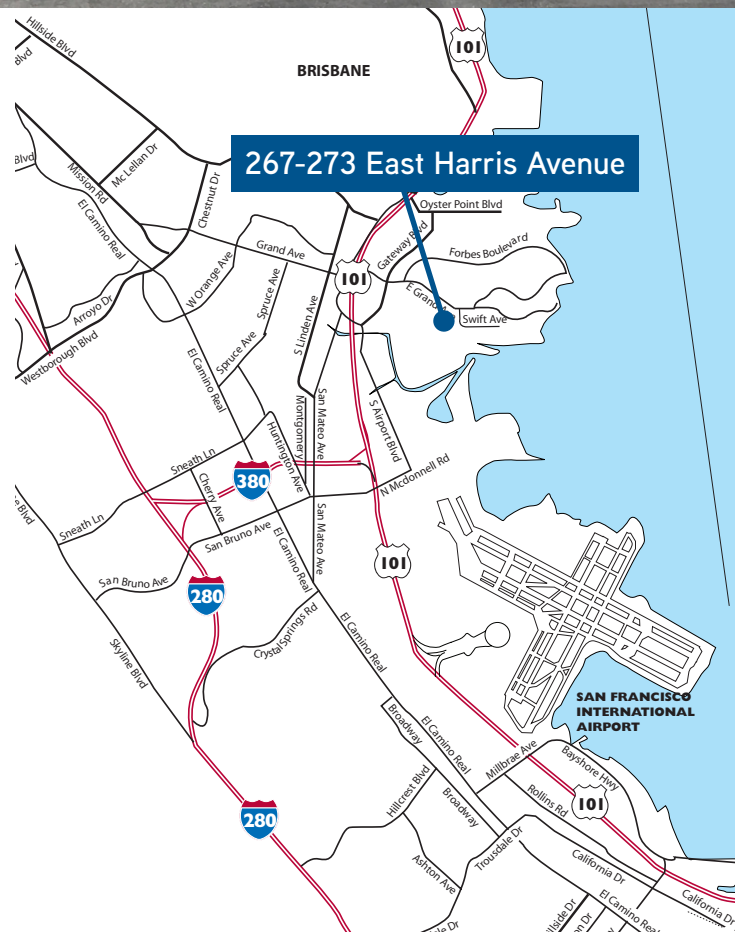 Hillside Blvd
Blvd
101
BRISBANE
267-273 East Harris Avenue
Blvd
Mission Rd
Mc Lellan Dr
Chestnut Dr
El Camino Real
Oyster Point Blvd
Gateway Blvd
Forbes Boulevard
Grand Ave
W Orange Ave
101
E Grand
Swift Ave
Arroyo Dr
Spruce Ave
S Linden Ave
Westborough Blvd
Spruce Ave
El Camino Real
San Mateo Ave
Montgomery
S Airport Blvd
Huntington Ave
Sneath Ln
380
N Mcdonnell Rd
Cherry Ave
Blvd
Sneath Ln
San Bruno Ave
San Mateo Ave
El Camino Real
101
San Bruno Ave
280
Crystal Springs Rd
El Camino Real
Skyline Blvd
SAN FRANCISCO
INTERNATIONAL
AIRPORT
Broadway
El Camino Real
Millbrae Ave
Bayshore Hwy
Hillcrest Blvd
Broadway
Rollins Rd
101
280
Trousdale Dr
Ashton Ave
California Dr
El Camino Real
California Dr